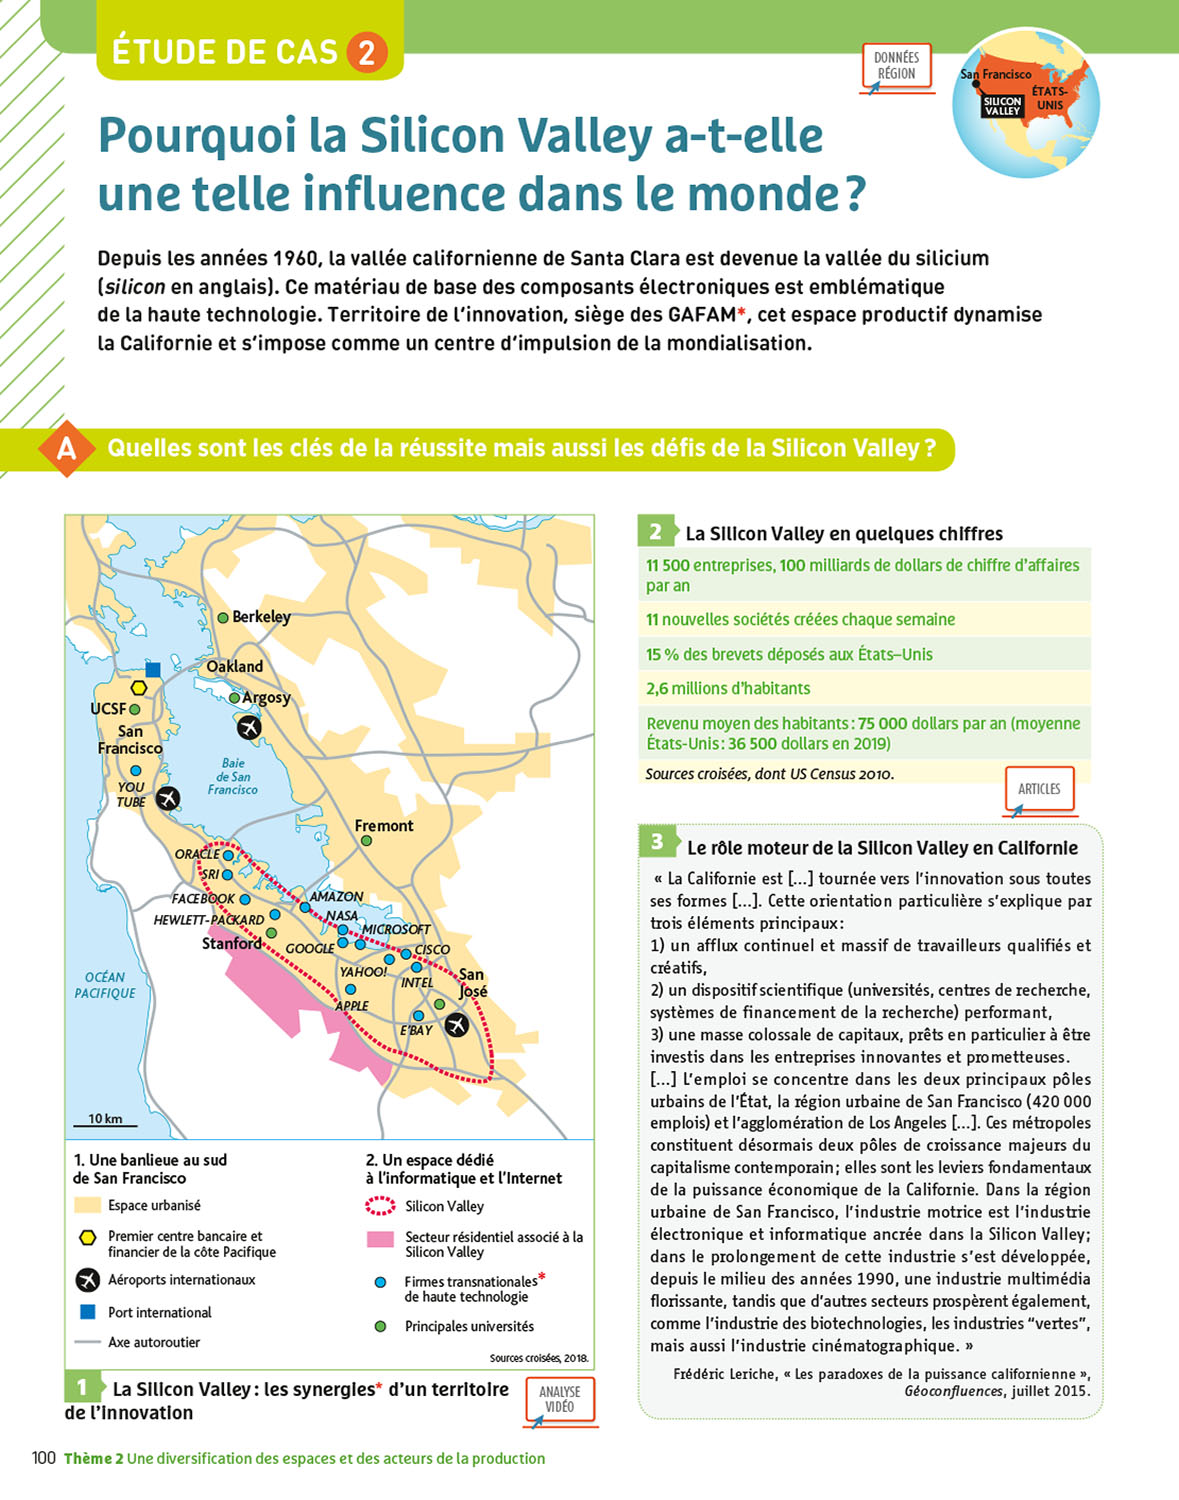 ÉTUDE DE CAS 2
DONNÉES
RÉGION
San Francisco
ÉTATS-
UNIS
SILICON
VALLEY
Pourquoi la Silicon Valley a-t-elle
une telle influence dans le monde ?
Depuis les années 1960, la vallée californienne de Santa Clara est devenue la vallée du silicium
(silicon en anglais). Ce matériau de base des composants électroniques est emblématique
de la haute technologie. Territoire de l'innovation, siège des GAFAM*, cet espace productif dynamise
la Californie et s'impose comme un centre d'impulsion de la mondialisation.
A Quelles sont les clés de la réussite mais aussi les défis de la Silicon Valley ?
Berkeley
Oakland
Argosy
UCSF
San
Francisco
Baie
de San
Francisco
YOU
TUBE
Fremont
ORACLE
SRI
FACEBOOK
AMAZON
HEWLETT-PACKARD
NASA
MICROSOFT
Stanford
GOOGLE
CISCO
YAHOO!
INTEL
San
José
OCÉAN
PACIFIQUE
APPLE
E'BAY
10 km
1. Une banlieue au sud
de San Francisco
Espace urbanisé
Premier centre bancaire et
financier de la côte Pacifique
Aéroports internationaux
Port international
Axe autoroutier
2. Un espace dédié
à l'informatique et l'Internet
Silicon Valley
Secteur résidentiel associé à la
Silicon Valley
Firmes transnationales*
de haute technologie
Principales universités
Sources croisées, 2018.
1 La Silicon Valley : les synergies* d'un territoire
de l'innovation
ANALYSE
VIDÉO
2 La Silicon Valley en quelques chiffres
11 500 entreprises, 100 milliards de dollars de chiffre d'affaires
par an
11 nouvelles sociétés créées chaque semaine
15 % des brevets déposés aux États–Unis
2,6 millions d'habitants
Revenu moyen des habitants : 75 000 dollars par an (moyenne
États-Unis : 36 500 dollars en 2019)
Sources croisées, dont US Census 2010.
ARTICLES
3 Le rôle moteur de la Silicon Valley en Californie
« La Californie est [...] tournée vers l'innovation sous toutes
ses formes [...]. Cette orientation particulière s'explique par
trois éléments principaux :
1) un afflux continuel et massif de travailleurs qualifiés et
créatifs,
2) un dispositif scientifique (universités, centres de recherche,
systèmes de financement de la recherche) performant,
3) une masse colossale de capitaux, prêts en particulier à être
investis dans les entreprises innovantes et prometteuses.
[...] L'emploi se concentre dans les deux principaux pôles
urbains de l'État, la région urbaine de San Francisco (420 000
emplois) et l'agglomération de Los Angeles [...]. Ces métropoles
constituent désormais deux pôles de croissance majeurs du
capitalisme contemporain ; elles sont les leviers fondamentaux
de la puissance économique de la Californie. Dans la région
urbaine de San Francisco, l'industrie motrice est l'industrie
électronique et informatique ancrée dans la Silicon Valley ;
dans le prolongement de cette industrie s'est développée,
depuis le milieu des années 1990, une industrie multimédia
florissante, tandis que d'autres secteurs prospèrent également,
comme l'industrie des biotechnologies, les industries "vertes",
mais aussi l'industrie cinématographique. »
Frédéric Leriche, « Les paradoxes de la puissance californienne »,
Géoconfluences, juillet 2015.
100 Thème 2 Une diversification des espaces et des acteurs de la production